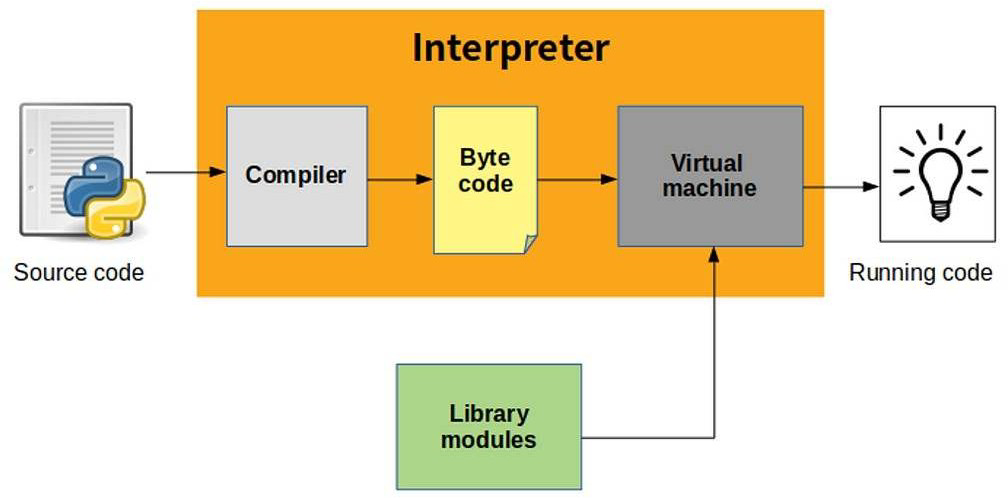 Interpreter
Compiler
Byte
code
Virtual
machine
Source code
Running code
Library
modules